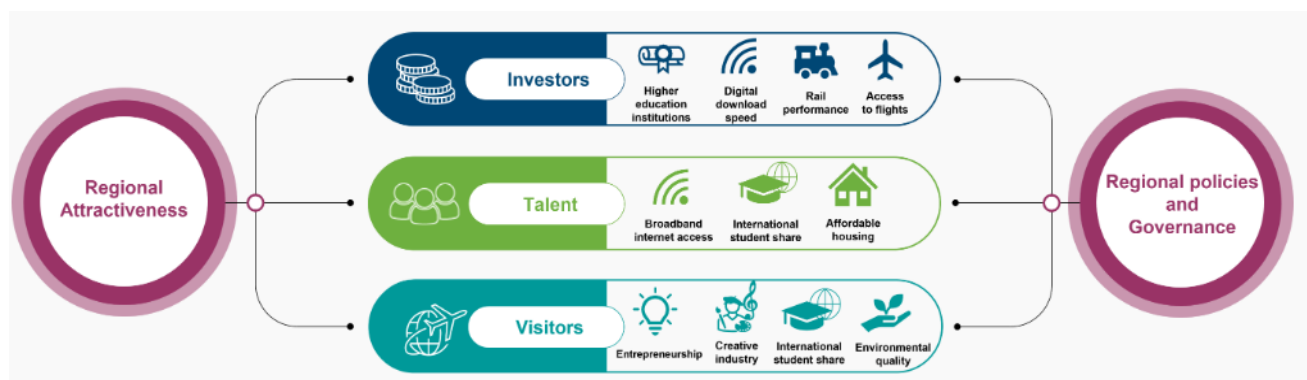 Regional
Attractiveness
Investors
Higher
education
institutions
Digital
download
speed
Rail
performance
Access
to flights
Talent
Broadband
internet access
International
student share
Affordable
housing
Visitors
Entrepreneurship
Creative
industry
International
student share
Environmental
quality
Regional policies
and
Governance